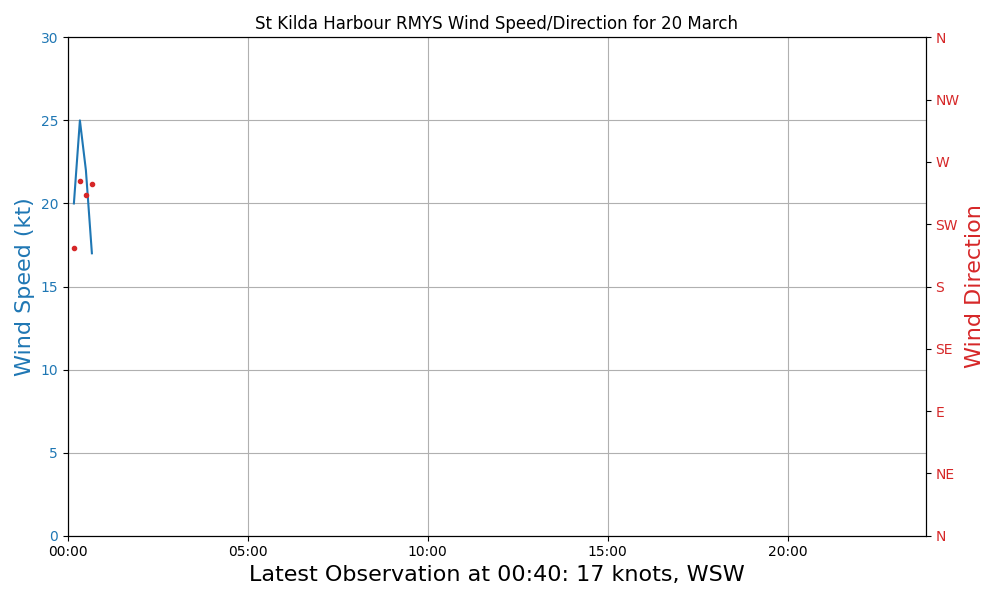 St Kilda Harbour RMYS Wind Speed/Direction for 20 March
30
25
20
15
10
5
0
Wind Speed (kt)
N
NW
W
SW
S
SE
E
NE
N
Wind Direction
00:00 05:00 10:00 15:00 20:00
Latest Observation at 00:40: 17 knots, WSW